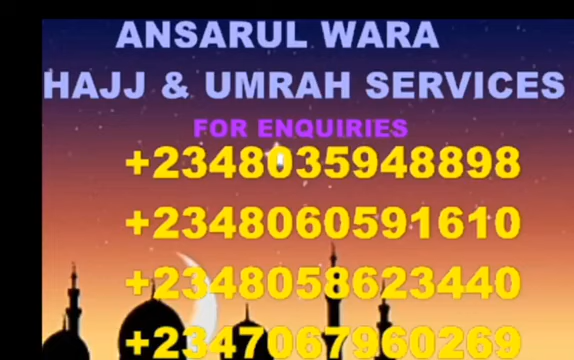 ANSARUL WARA
HAJJ & UMRAH SERVICES
FOR ENQUIRIES
+2348035948898
+2348060591610
+2348058623440
+2347067960269